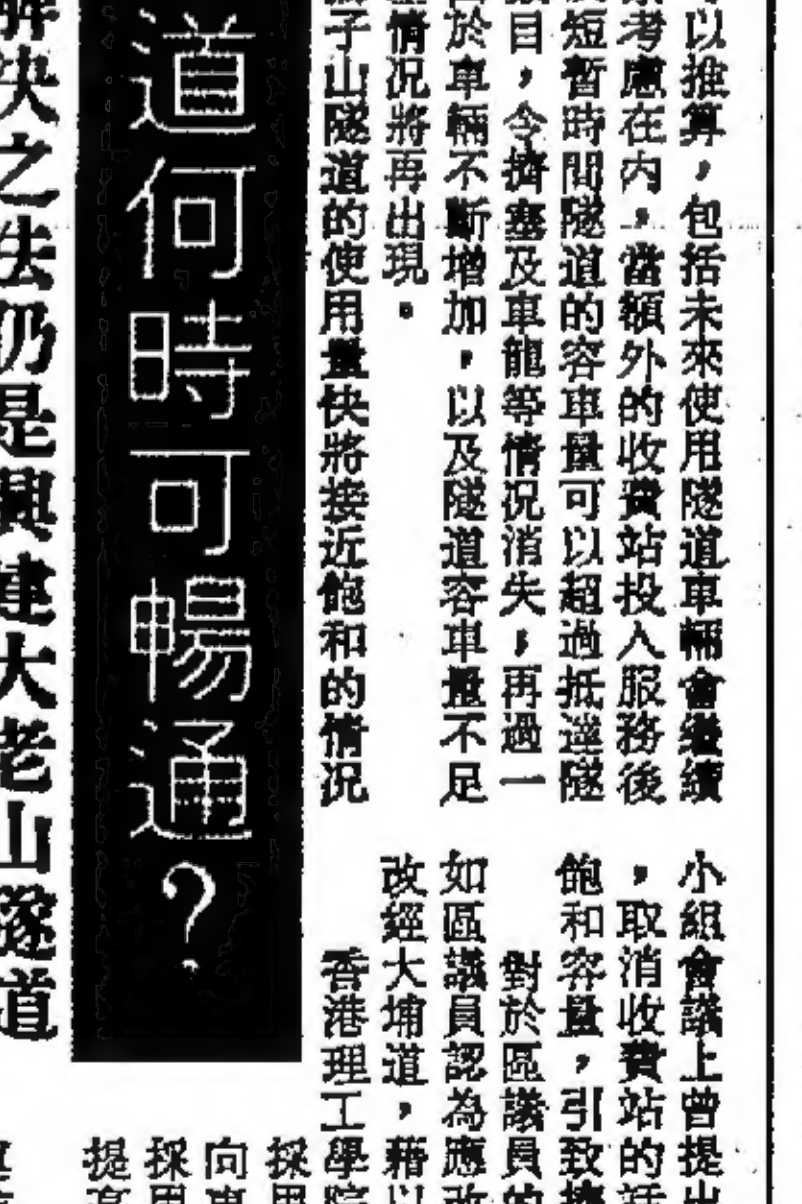 以推算，包括未來使用隧道車輛會繼續
考慮在內，當額外的收費站投入服務後
短暫時間隧道的容車量可以超過抵達隧
目，令擠塞及車龍等情況消失，再過一
於車輛不斷增加，以及隧道容車量不足
情況將再出現。
子山隧道的使用量快將接近飽和的情況
小組會議上曾提出
，取消收費站的話
飽和容量，引致擠
對於區議員的
如區議員認為應改
改經大埔道，藉以
香港理工學院
採用
向
採用
提高
道何時可暢通？
解決之法仍是興建大老山隧道